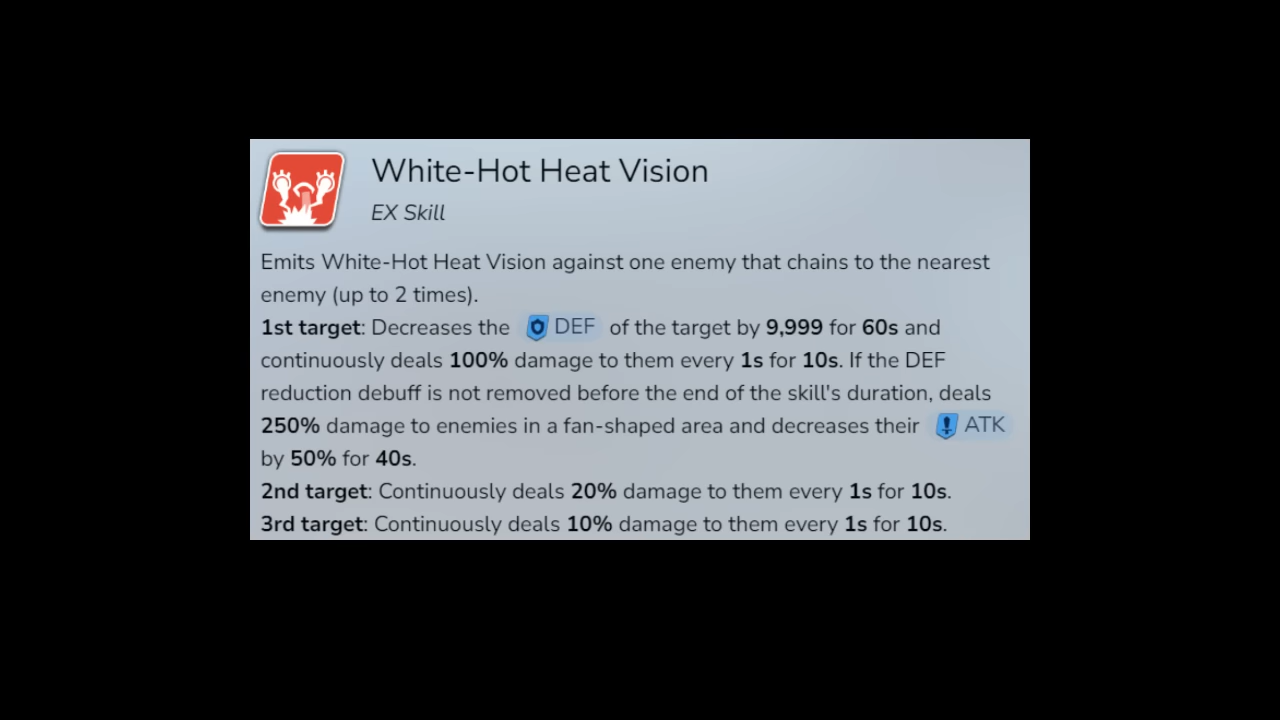 White-Hot Heat Vision
EX Skill
Emits White-Hot Heat Vision against one enemy that chains to the nearest
enemy (up to 2 times).
1st target: Decreases the DEF of the target by 9,999 for 60s and
continuously deals 100% damage to them every 1s for 10s. If the DEF
reduction debuff is not removed before the end of the skill's duration, deals
250% damage to enemies in a fan-shaped area and decreases their ATK
by 50% for 40s.
2nd target: Continuously deals 20% damage to them every 1s for 10s.
3rd target: Continuously deals 10% damage to them every 1s for 10s.